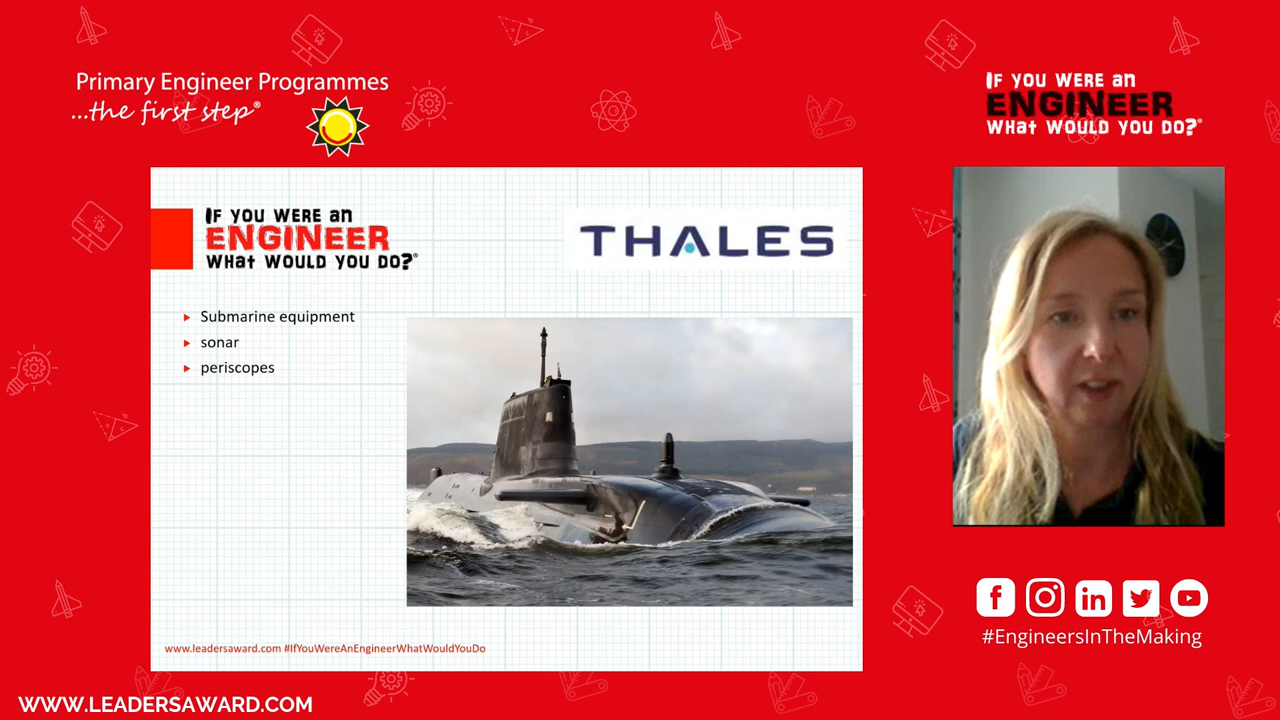 Primary Engineer Programmes
...the first step®
IF YOU WERE an
ENGINEER
WHat WOULD YOU DO?®
IF YOU WERE an
ENGINEER
WHat WOULD YOU DO?®
THALES
Submarine equipment
sonar
periscopes
www.leadersaward.com #IfYouWereAnEngineerWhatWouldYouDo
#EngineersInTheMaking
WWW.LEADERSAWARD.COM